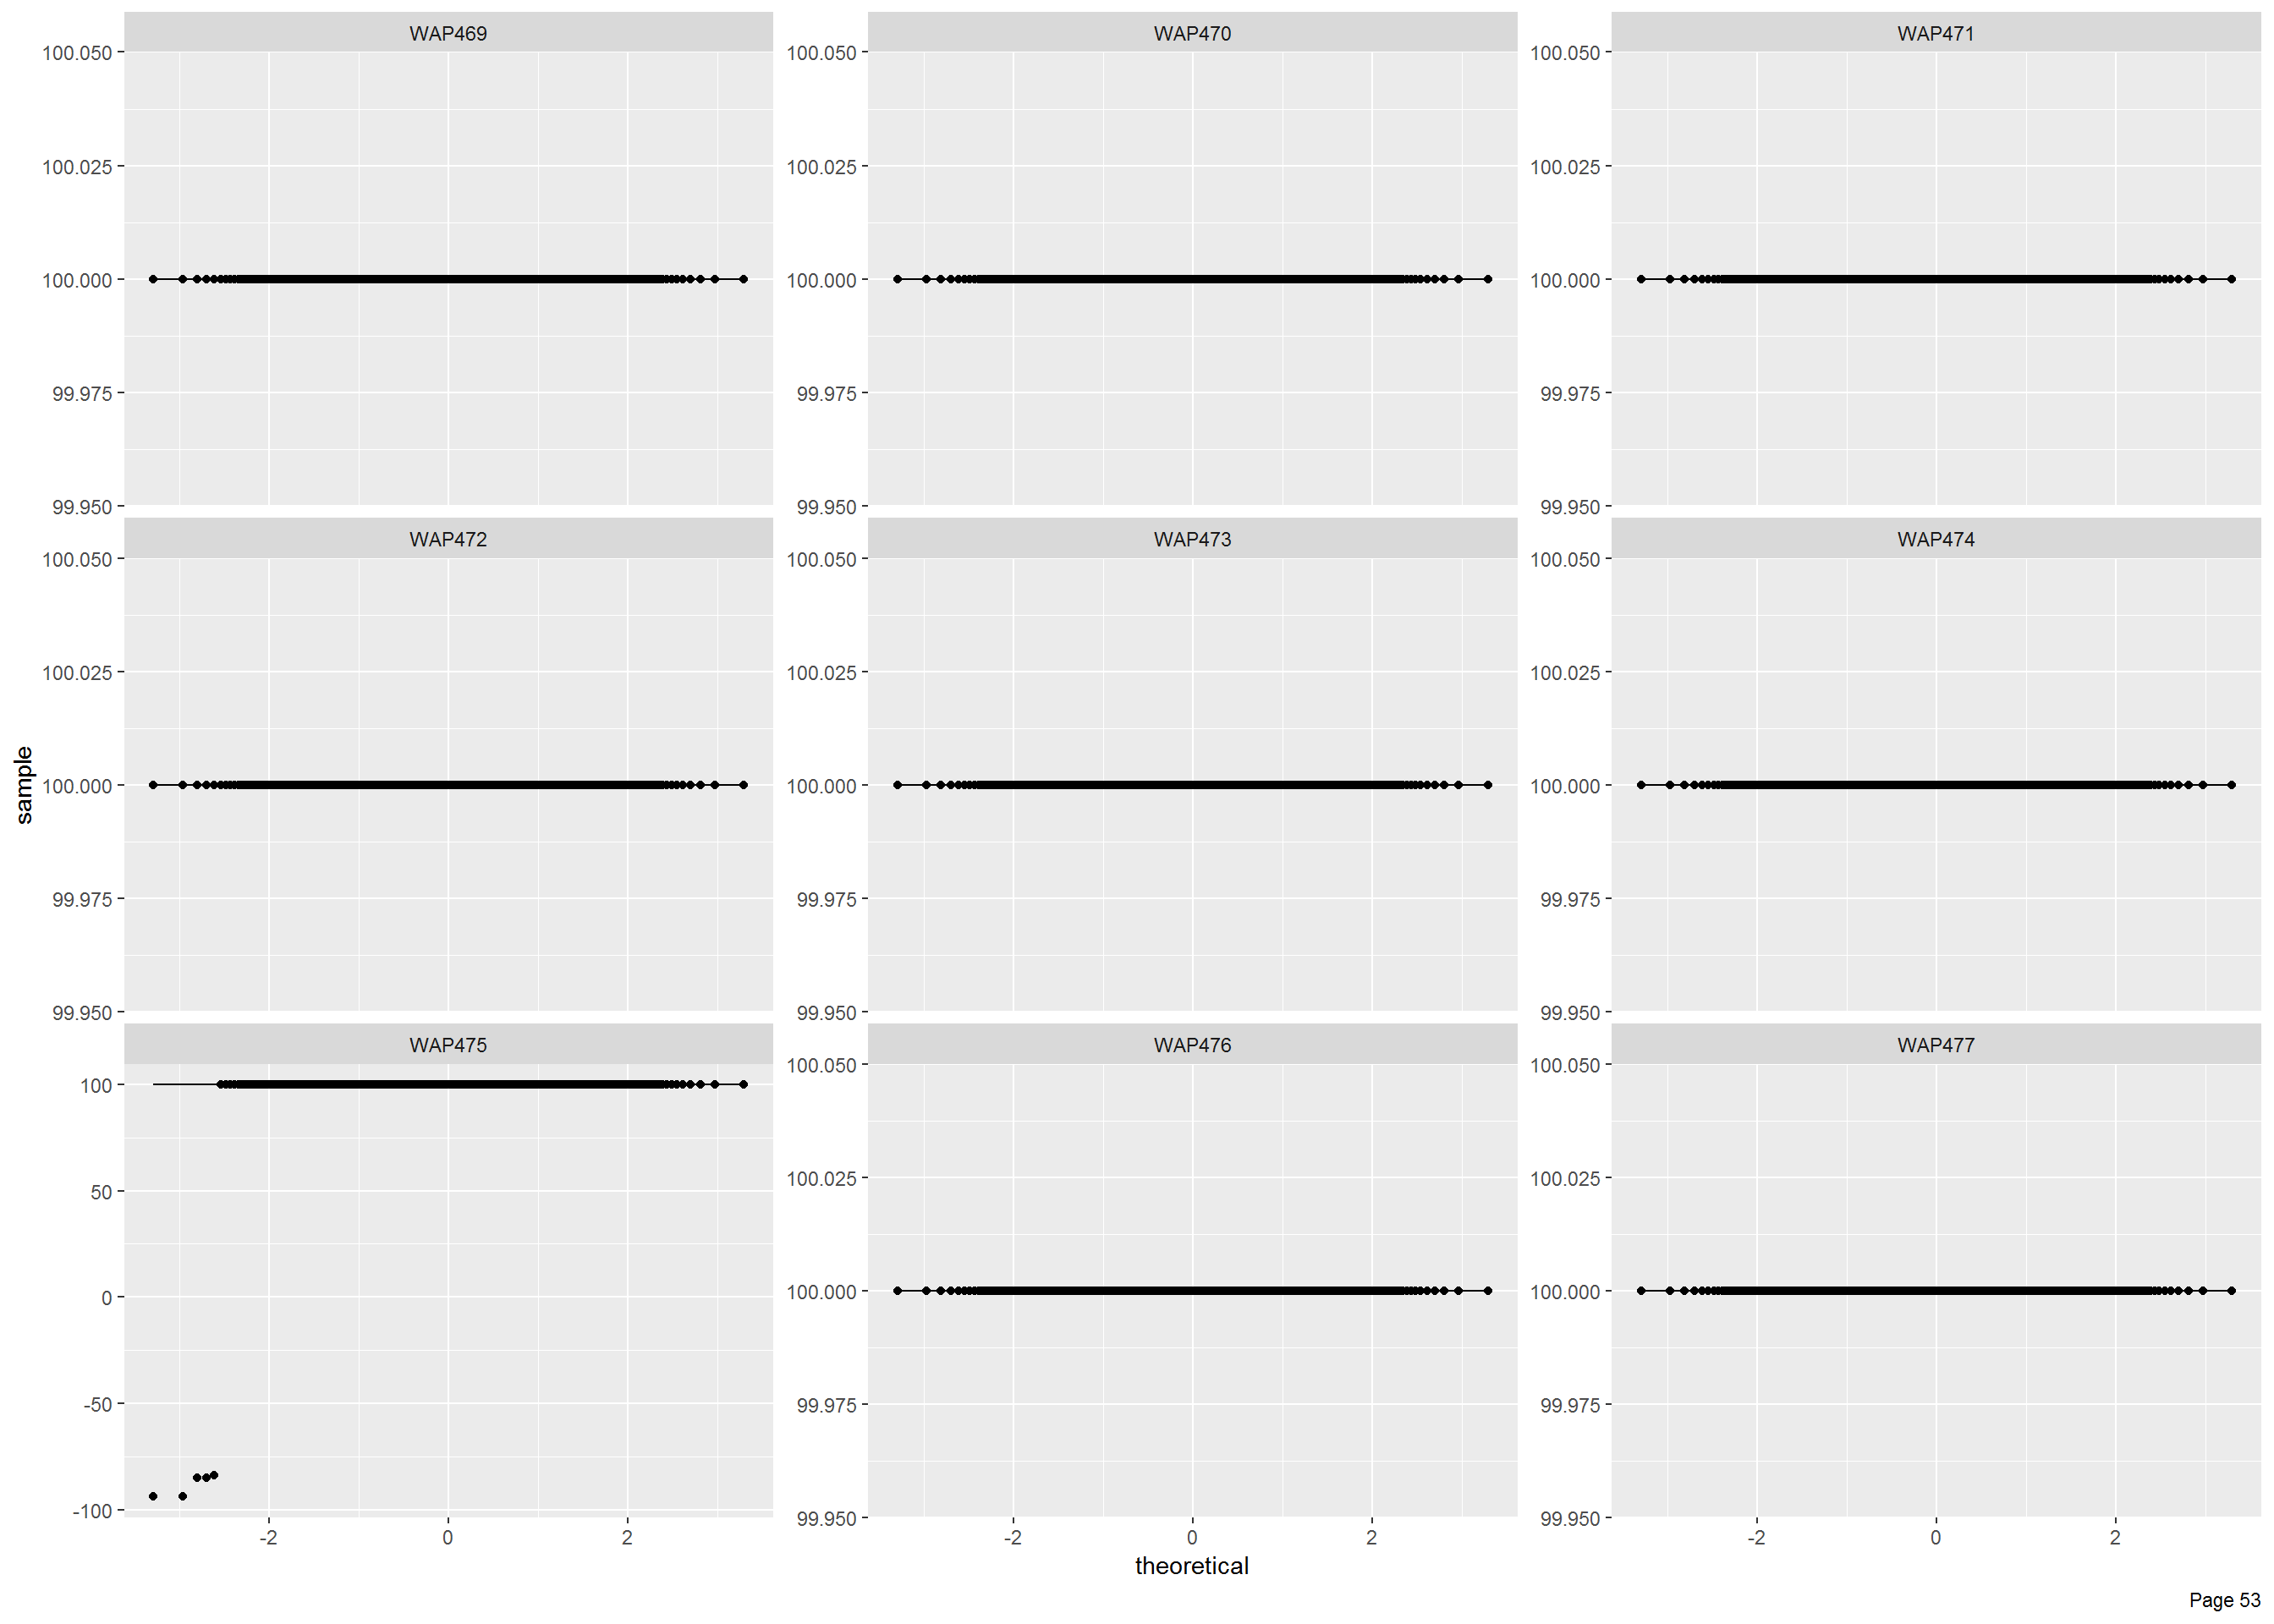 WAP469 WAP470 WAP471
100.050 100.050 100.050
100.025 100.025 100.025
100.000 100.000 100.000
99.975 99.975 99.975
99.950 99.950 99.950
WAP472 WAP473 WAP474
100.050 100.050 100.050
100.025 100.025 100.025
sample
100.000 100.000 100.000
99.975 99.975 99.975
99.950 99.950 99.950
WAP475 WAP476 WAP477
100 100.050 100.050
50 100.025 100.025
0 100.000 100.000
-50 99.975 99.975
-100 99.950 99.950
-2 0 2 -2 0 2 -2 0 2
theoretical
Page 53